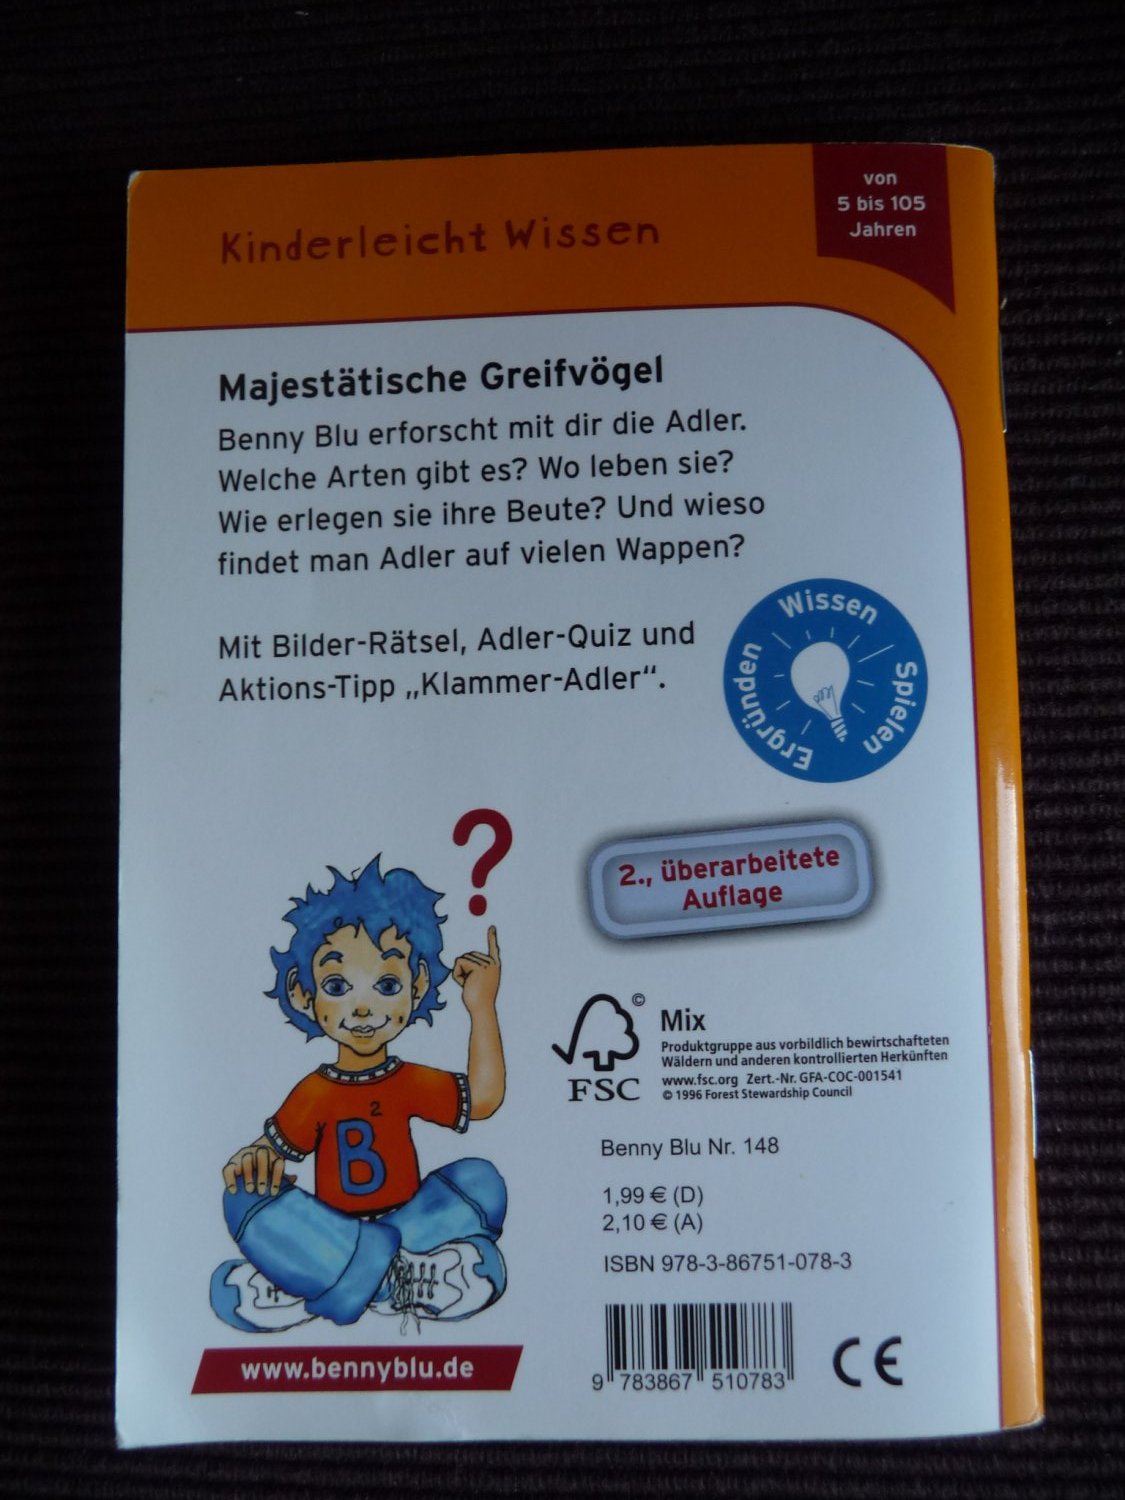 von
5 bis 105
Jahren
Kinderleicht Wissen
Majestätische Greifvögel
Benny Blu erforscht mit dir die Adler.
Welche Arten gibt es? Wo leben sie?
Wie erlegen sie ihre Beute? Und wieso
findet man Adler auf vielen Wappen?
Mit Bilder-Rätsel, Adler-Quiz und
Aktions-Tipp „Klammer-Adler“.
Wissen
Spielen
Ergründen
?
2., überarbeitete
Auflage
B²
©
FSC
Mix
Produktgruppe aus vorbildlich bewirtschafteten
Wäldern und anderen kontrollierten Herkünften
www.fsc.org Zert.-Nr. GFA-COC-001541
© 1996 Forest Stewardship Council
Benny Blu Nr. 148
1,99 € (D)
2,10 € (A)
ISBN 978-3-86751-078-3
9 783867 510783
CE
www.bennyblu.de